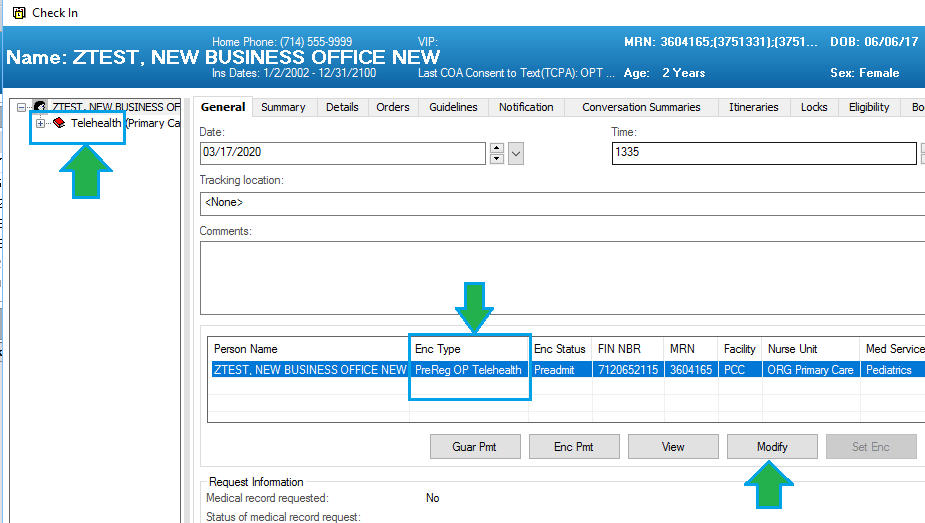 Check In
Home Phone: (714) 555-9999 VIP: MRN: 3604165;(3751331);(3751... DOB: 06/06/17
Name: ZTEST, NEW BUSINESS OFFICE NEW
Ins Dates: 1/2/2002 - 12/31/2100 Last COA Consent to Text(TCPA): OPT ... Age: 2 Years Sex: Female
ZTEST, NEW BUSINESS OF
Telehealth (Primary Ca
General Summary Details Orders Guidelines Notification Conversation Summaries Itineraries Locks Eligibility Bo
Date: Time:
03/17/2020 1335
Tracking location:
<None>
Comments:
Person Name Enc Type Enc Status FIN NBR MRN Facility Nurse Unit Med Service
ZTEST, NEW BUSINESS OFFICE NEW PreReg OP Telehealth Preadmit 7120652115 3604165 PCC ORG Primary Care Pediatrics
Guar Pmt Enc Pmt View Modify Set Enc
Request Information
Medical record requested: No
Status of medical record request: